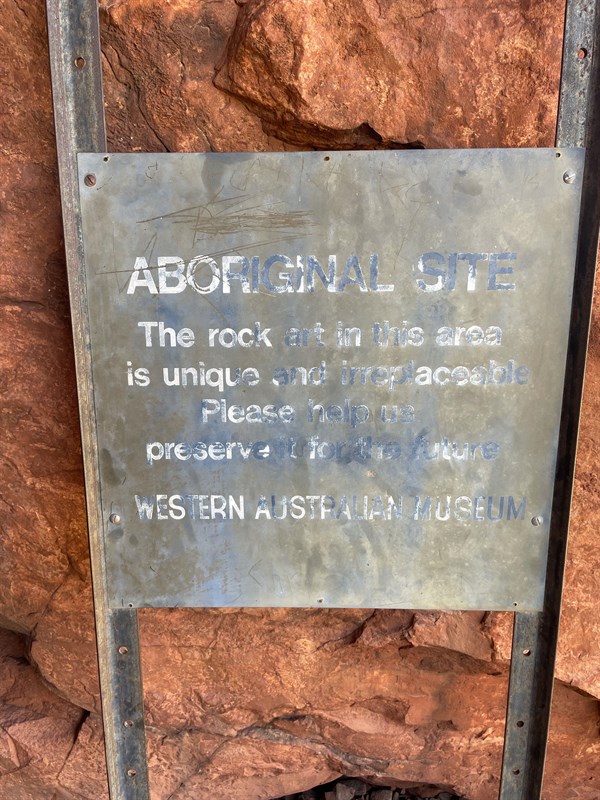 ABORIGINAL SITE
The rock art in this area
is unique and irreplaceable
Please help us
preserve it for the future
WESTERN AUSTRALIAN MUSEUM